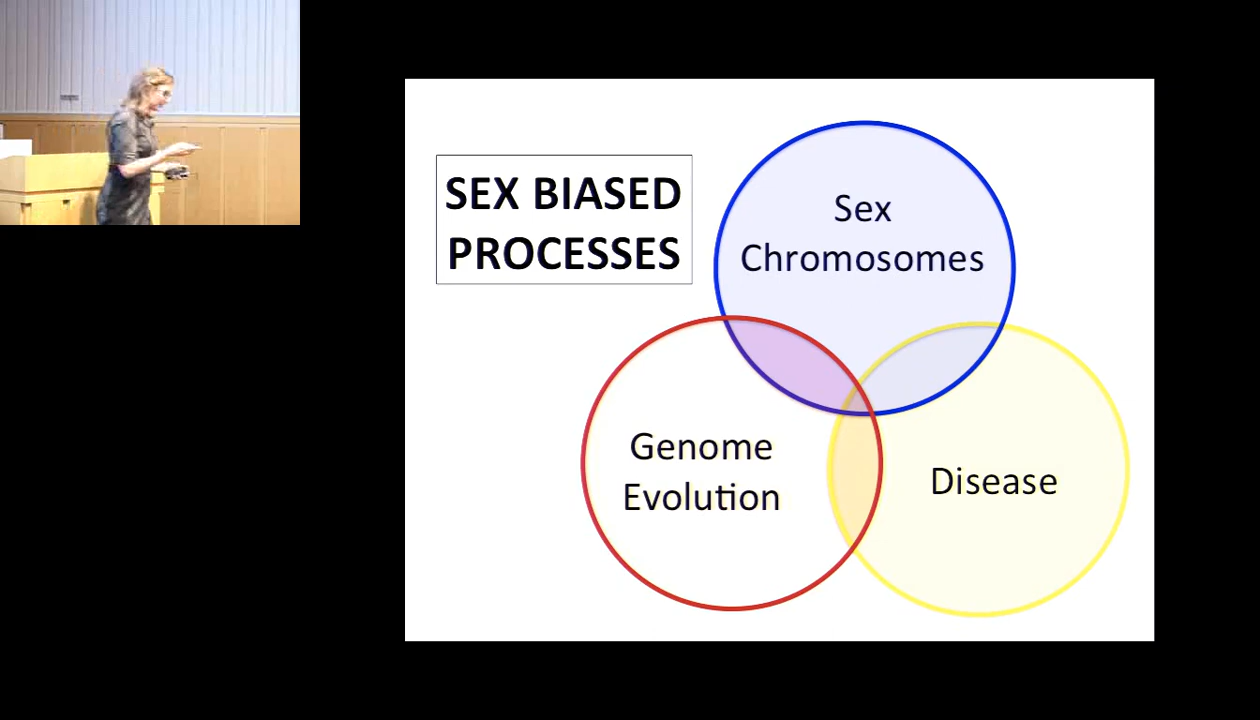 SEX BIASED
PROCESSES
Sex
Chromosomes
Genome
Evolution
Disease